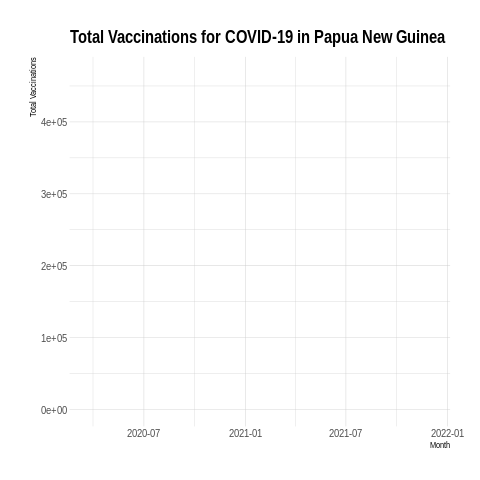 Total Vaccinations for COVID-19 in Papua New Guinea
Total Vaccinations
4e+05
3e+05
2e+05
1e+05
0e+00
2020-07 2021-01 2021-07 2022-01
Month